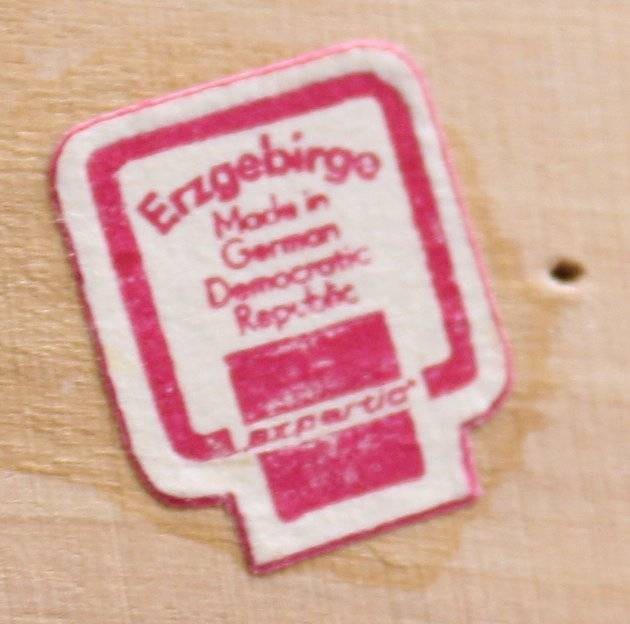 Erzgebirge
Made in
German
Democratic
Republic
expertic